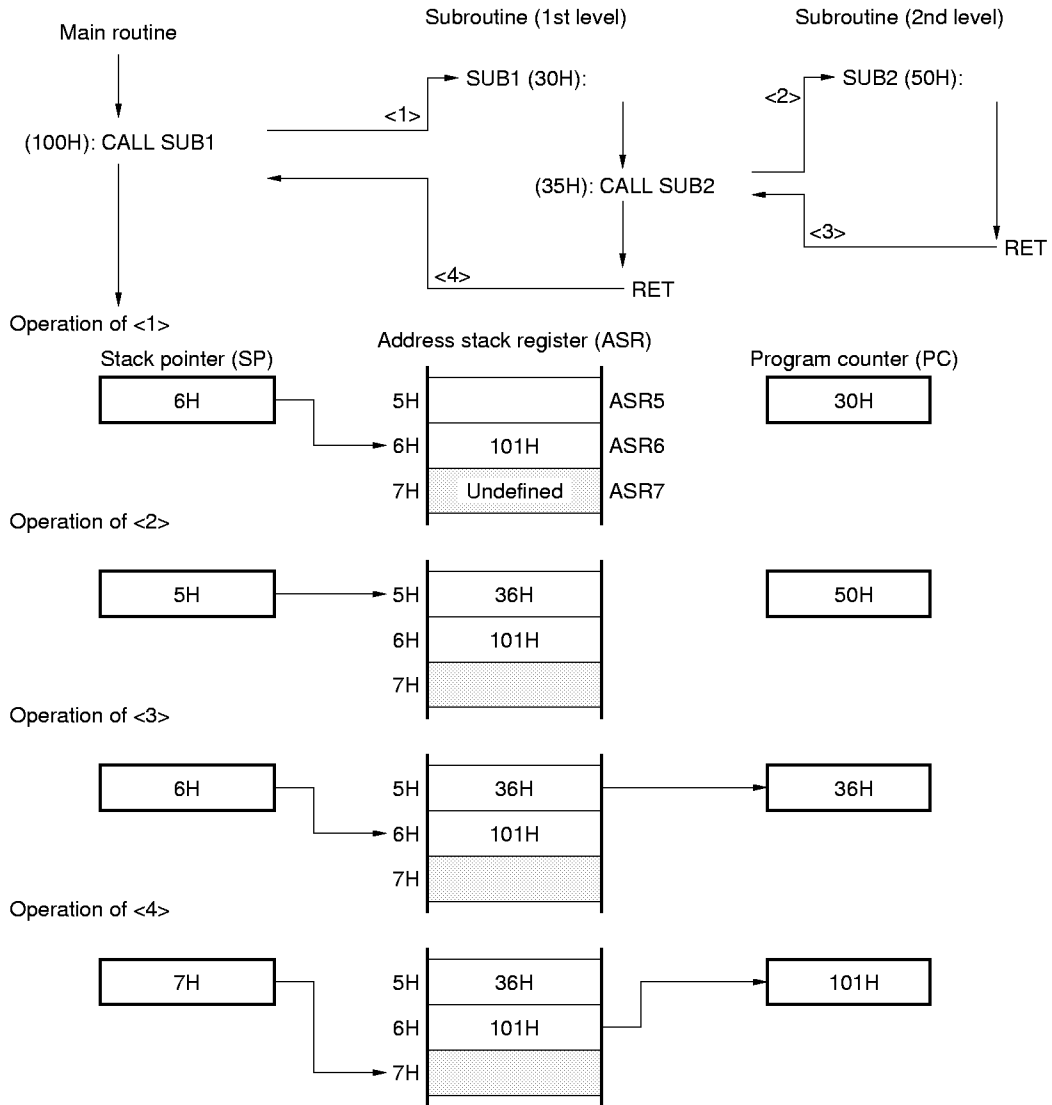 Subroutine (1st level)
Subroutine (2nd level)
Main routine
SUB1 (30H):
SUB2 (50H):
<1>
<2>
(100H): CALL SUB1
(35H): CALL SUB2
<3>
RET
<4>
RET
Operation of <1>
Stack pointer (SP)
Address stack register (ASR)
Program counter (PC)
6H
5H
ASR5
30H
6H
101H
ASR6
7H
Undefined
ASR7
Operation of <2>
5H
5H
36H
50H
6H
101H
7H
Operation of <3>
6H
5H
36H
36H
6H
101H
7H
Operation of <4>
7H
5H
36H
101H
6H
101H
7H